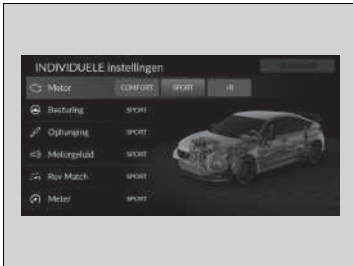 INDIVIDUELE instellingen
Motor COMFORT SPORT +R
Besturing SPORT
Ophanging SPORT
Motorgeluid SPORT
Rev Match SPORT
Meter SPORT